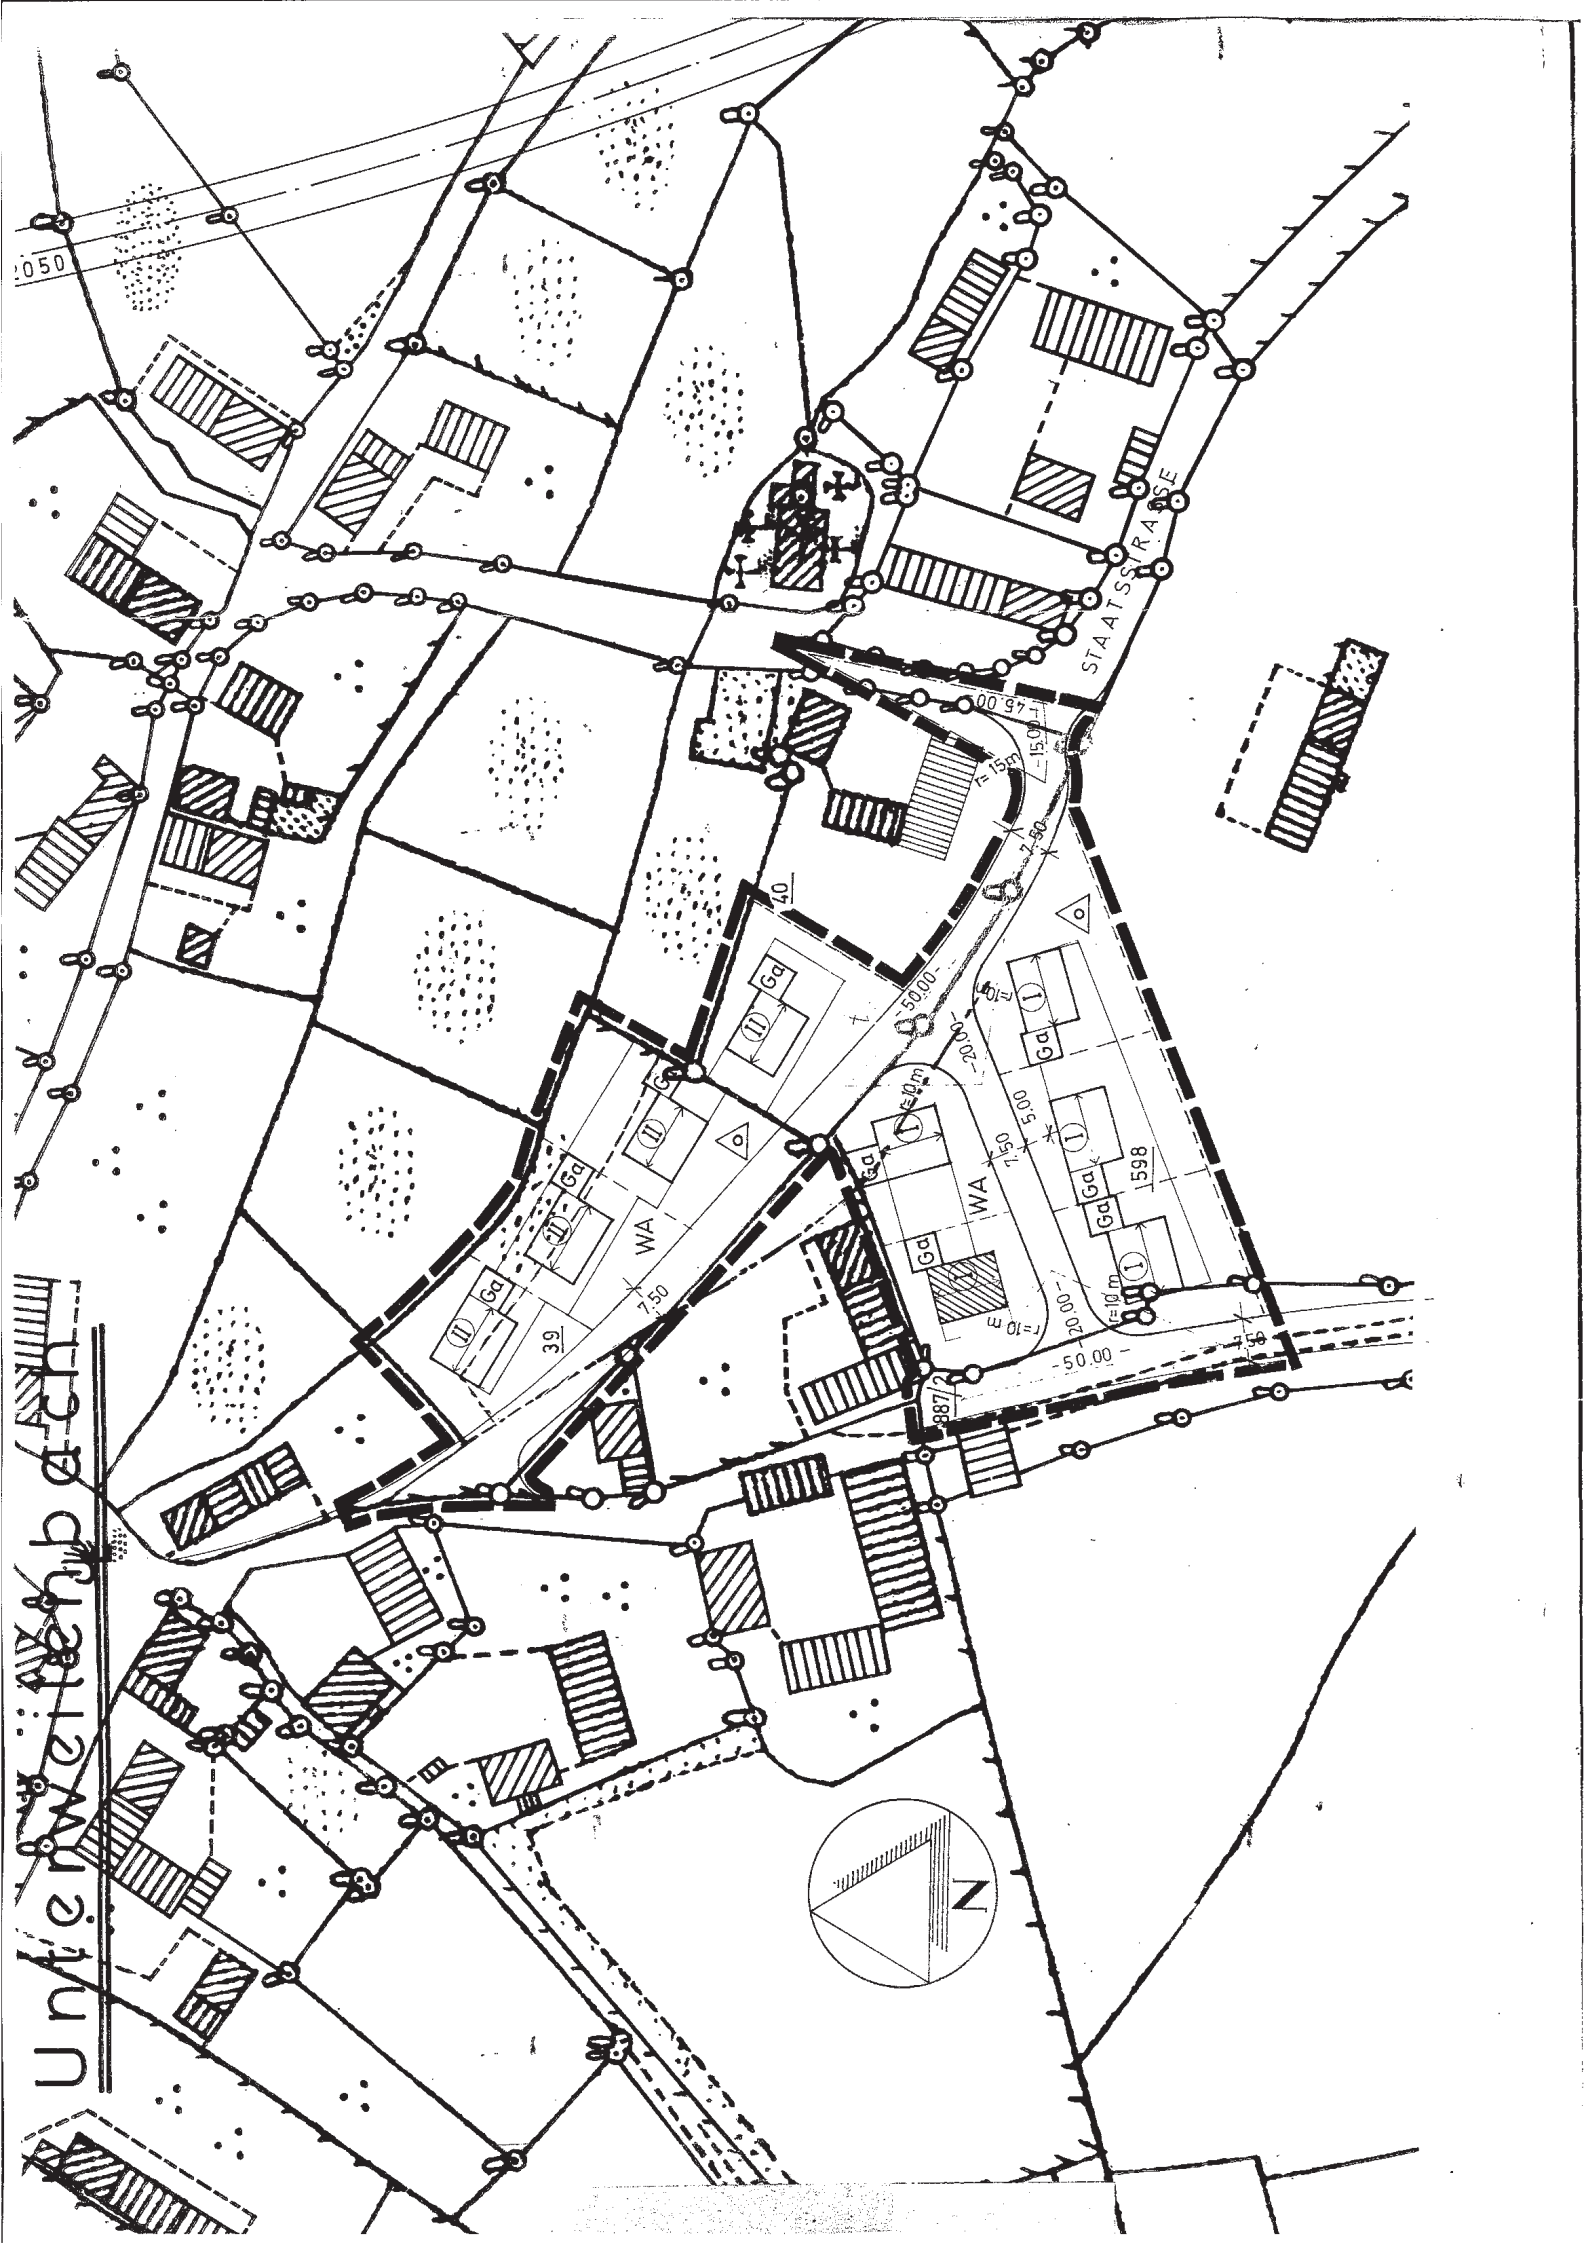 Unterwellenbach
2050
STAATSSTRASSE
-45.00
-15.00-
r=15m
7.50
40
Ga
II
-50.00-
r=10m
-20.00-
Ga
I
Ga
II
r=10m
I
Ga
7.50
5.00
I
Ga
598
WA
Ga
II
WA
Ga
I
Ga
I
Ga
II
39
7.50
r=10m
-20.00-
r=10m
-50.00-
7.50
887/2
N